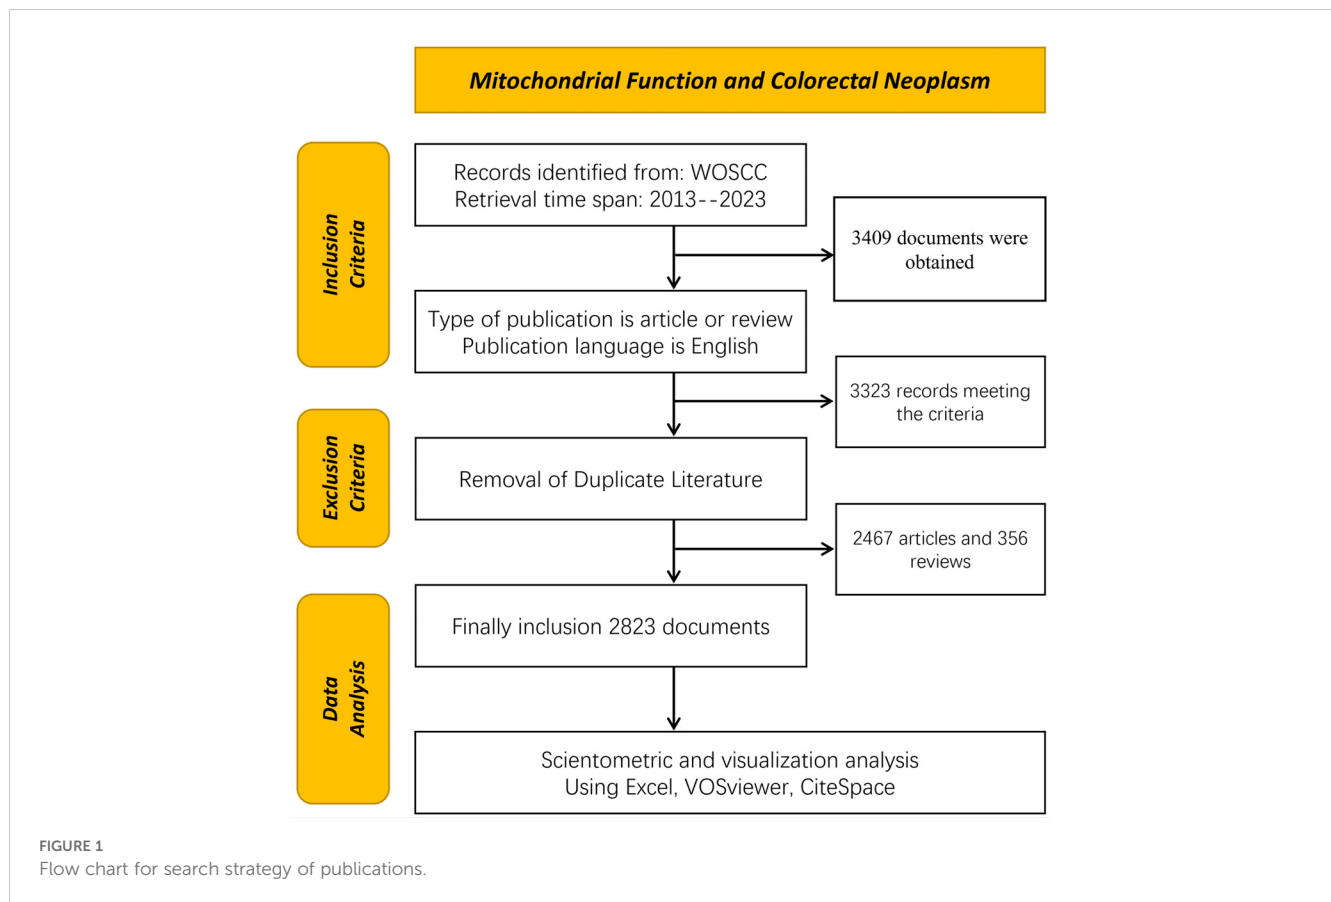 Mitochondrial Function and Colorectal Neoplasm
Inclusion
Criteria
Records identified from: WOSCC
Retrieval time span: 2013--2023
3409 documents were
obtained
Type of publication is article or review
Publication language is English
3323 records meeting
the criteria
Exclusion
Criteria
Removal of Duplicate Literature
2467 articles and 356
reviews
Data
Analysis
Finally inclusion 2823 documents
Scientometric and visualization analysis
Using Excel, VOSviewer, CiteSpace
FIGURE 1
Flow chart for search strategy of publications.